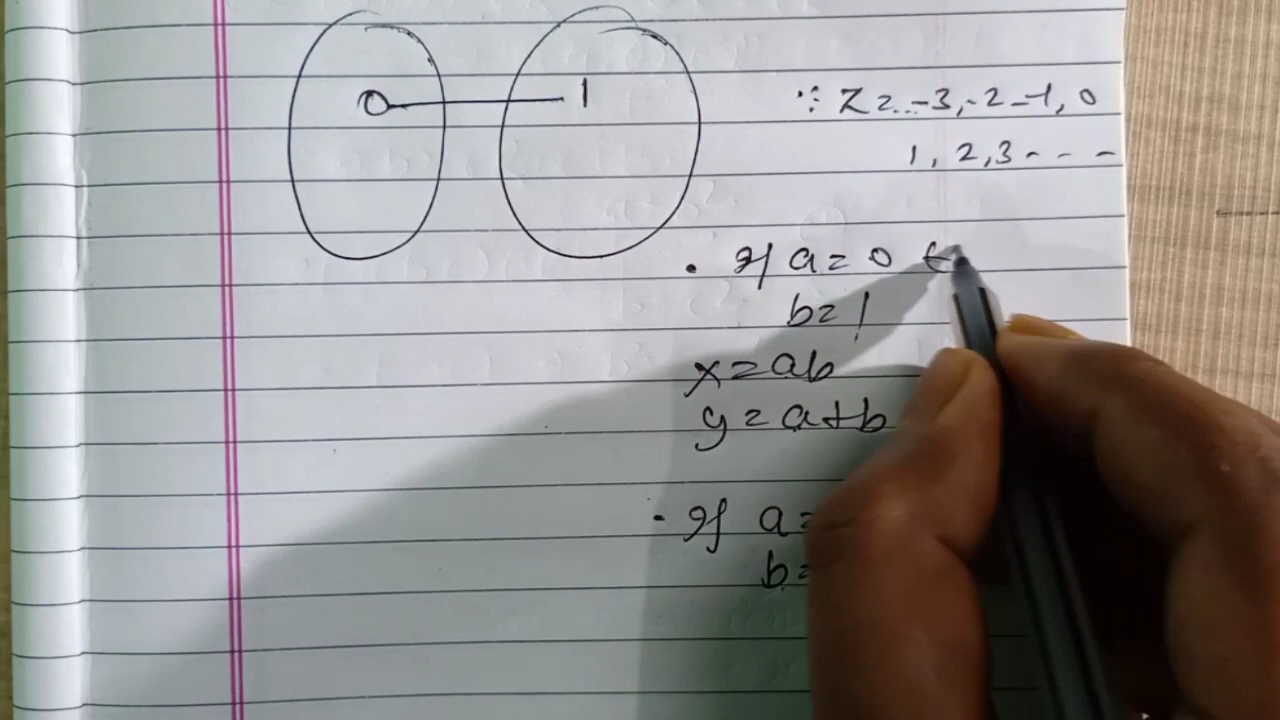 0 1
∵ Z = ... -3, -2 -1, 0
1, 2, 3 - - -
• If a = 0
b = 1
x = ab
y = a+b
• If a =
b =